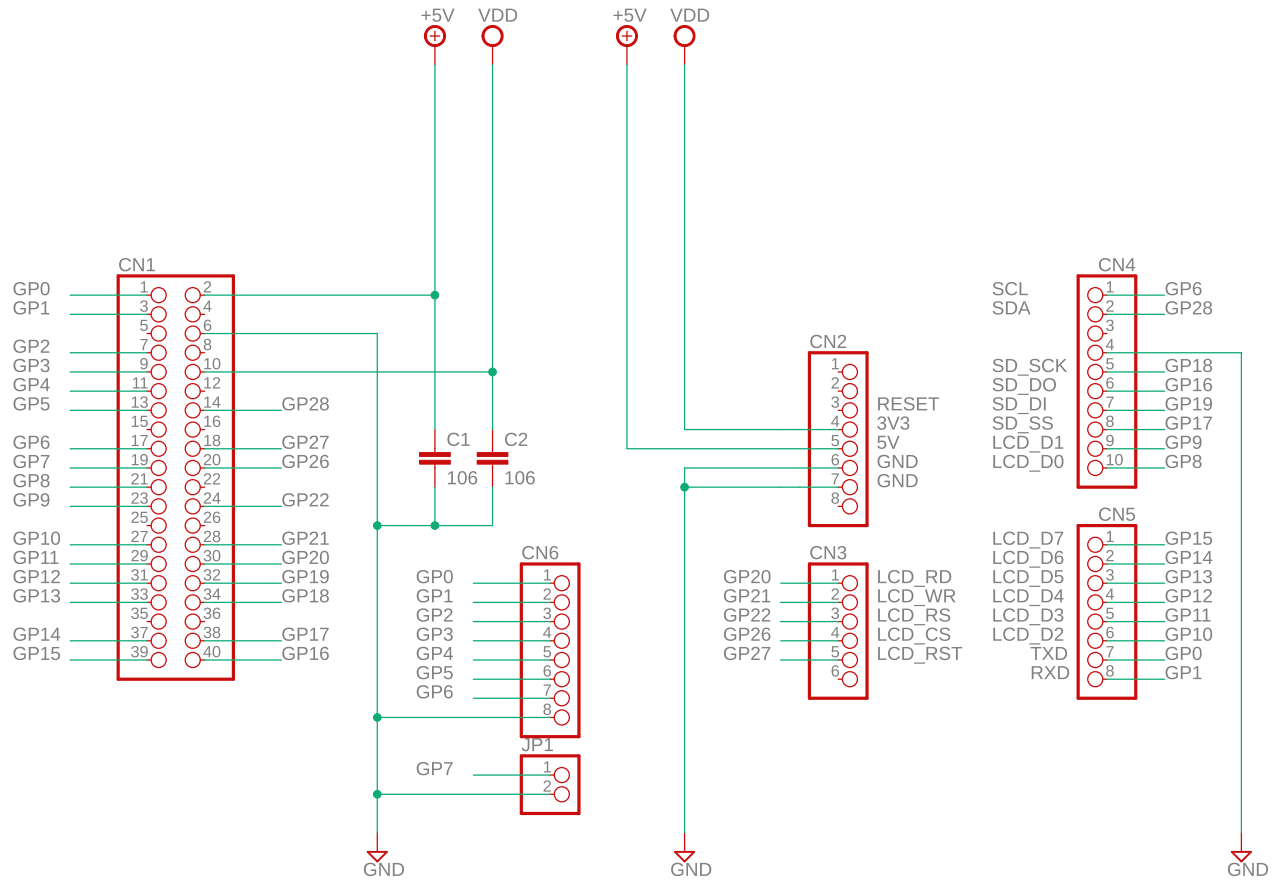 +5V VDD +5V VDD
CN1
GP0 1 2
GP1 3 4
5 6
GP2 7 8
GP3 9 10
GP4 11 12
GP5 13 14 GP28
15 16
GP6 17 18 GP27
GP7 19 20 GP26
GP8 21 22
GP9 23 24 GP22
25 26
GP10 27 28 GP21
GP11 29 30 GP20
GP12 31 32 GP19
GP13 33 34 GP18
35 36
GP14 37 38 GP17
GP15 39 40 GP16
C1 C2
106 106
CN6
GP0 1
GP1 2
GP2 3
GP3 4
GP4 5
GP5 6
GP6 7
8
JP1
GP7 1
2
GND
CN2
1
2
3 RESET
4 3V3
5 5V
6 GND
7 GND
8
CN3
GP20 1 LCD_RD
GP21 2 LCD_WR
GP22 3 LCD_RS
GP26 4 LCD_CS
GP27 5 LCD_RST
6
GND
CN4
SCL 1 GP6
SDA 2 GP28
3
4
SD_SCK 5 GP18
SD_DO 6 GP16
SD_DI 7 GP19
SD_SS 8 GP17
LCD_D1 9 GP9
LCD_D0 10 GP8
CN5
LCD_D7 1 GP15
LCD_D6 2 GP14
LCD_D5 3 GP13
LCD_D4 4 GP12
LCD_D3 5 GP11
LCD_D2 6 GP10
TXD 7 GP0
RXD 8 GP1
GND